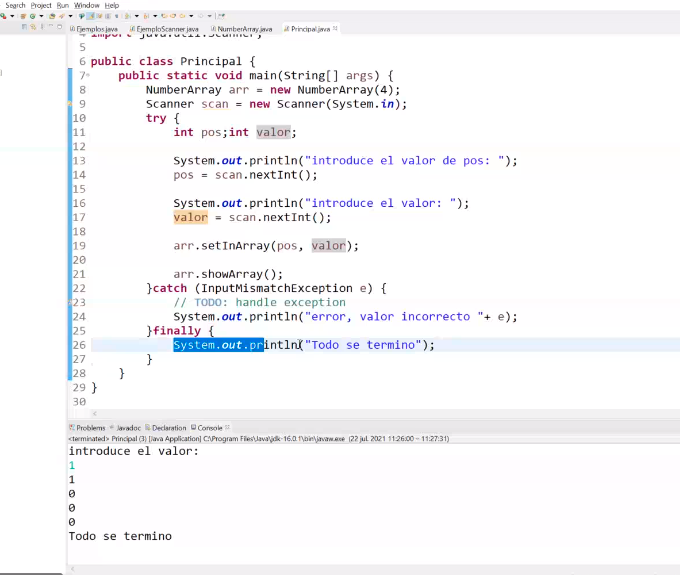 Search Project Run Window Help
Ejemplos.java EjemploScanner.java NumberArray.java Principal.java
4 import java.util.Scanner;
5
6 public class Principal {
7 public static void main(String[] args) {
8 NumberArray arr = new NumberArray(4);
9 Scanner scan = new Scanner(System.in);
10 try {
11 int pos;int valor;
12
13 System.out.println("introduce el valor de pos: ");
14 pos = scan.nextInt();
15
16 System.out.println("introduce el valor: ");
17 valor = scan.nextInt();
18
19 arr.setInArray(pos, valor);
20
21 arr.showArray();
22 }catch (InputMismatchException e) {
23 // TODO: handle exception
24 System.out.println("error, valor incorrecto "+ e);
25 }finally {
26 System.out.println("Todo se termino");
27 }
28 }
29 }
30
Problems Javadoc Declaration Console
<terminated> Principal (3) [Java Application] C:\Program Files\Java\jdk-16.0.1\bin\javaw.exe (22 jul. 2021 11:26:00 – 11:27:31)
introduce el valor:
1
1
0
0
0
Todo se termino